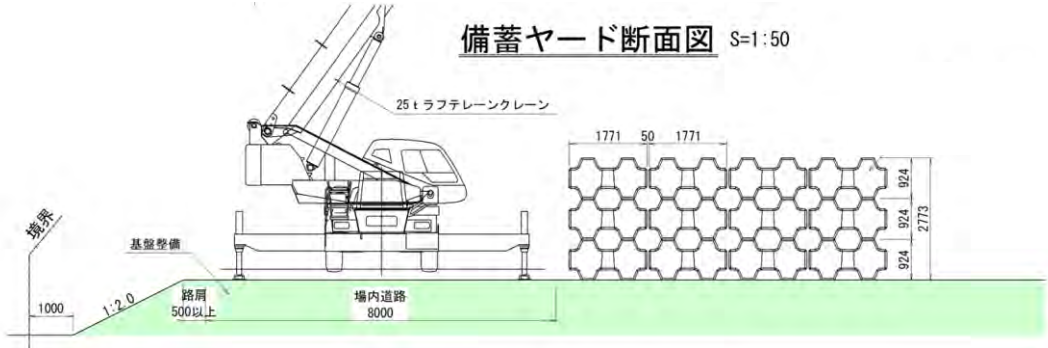 備蓄ヤード断面図 S=1:50
25tラフテレーンクレーン
1771 50 1771
924
924
924
2773
境界
基盤整備
1000
1:2.0
路肩
500以上
場内道路
8000